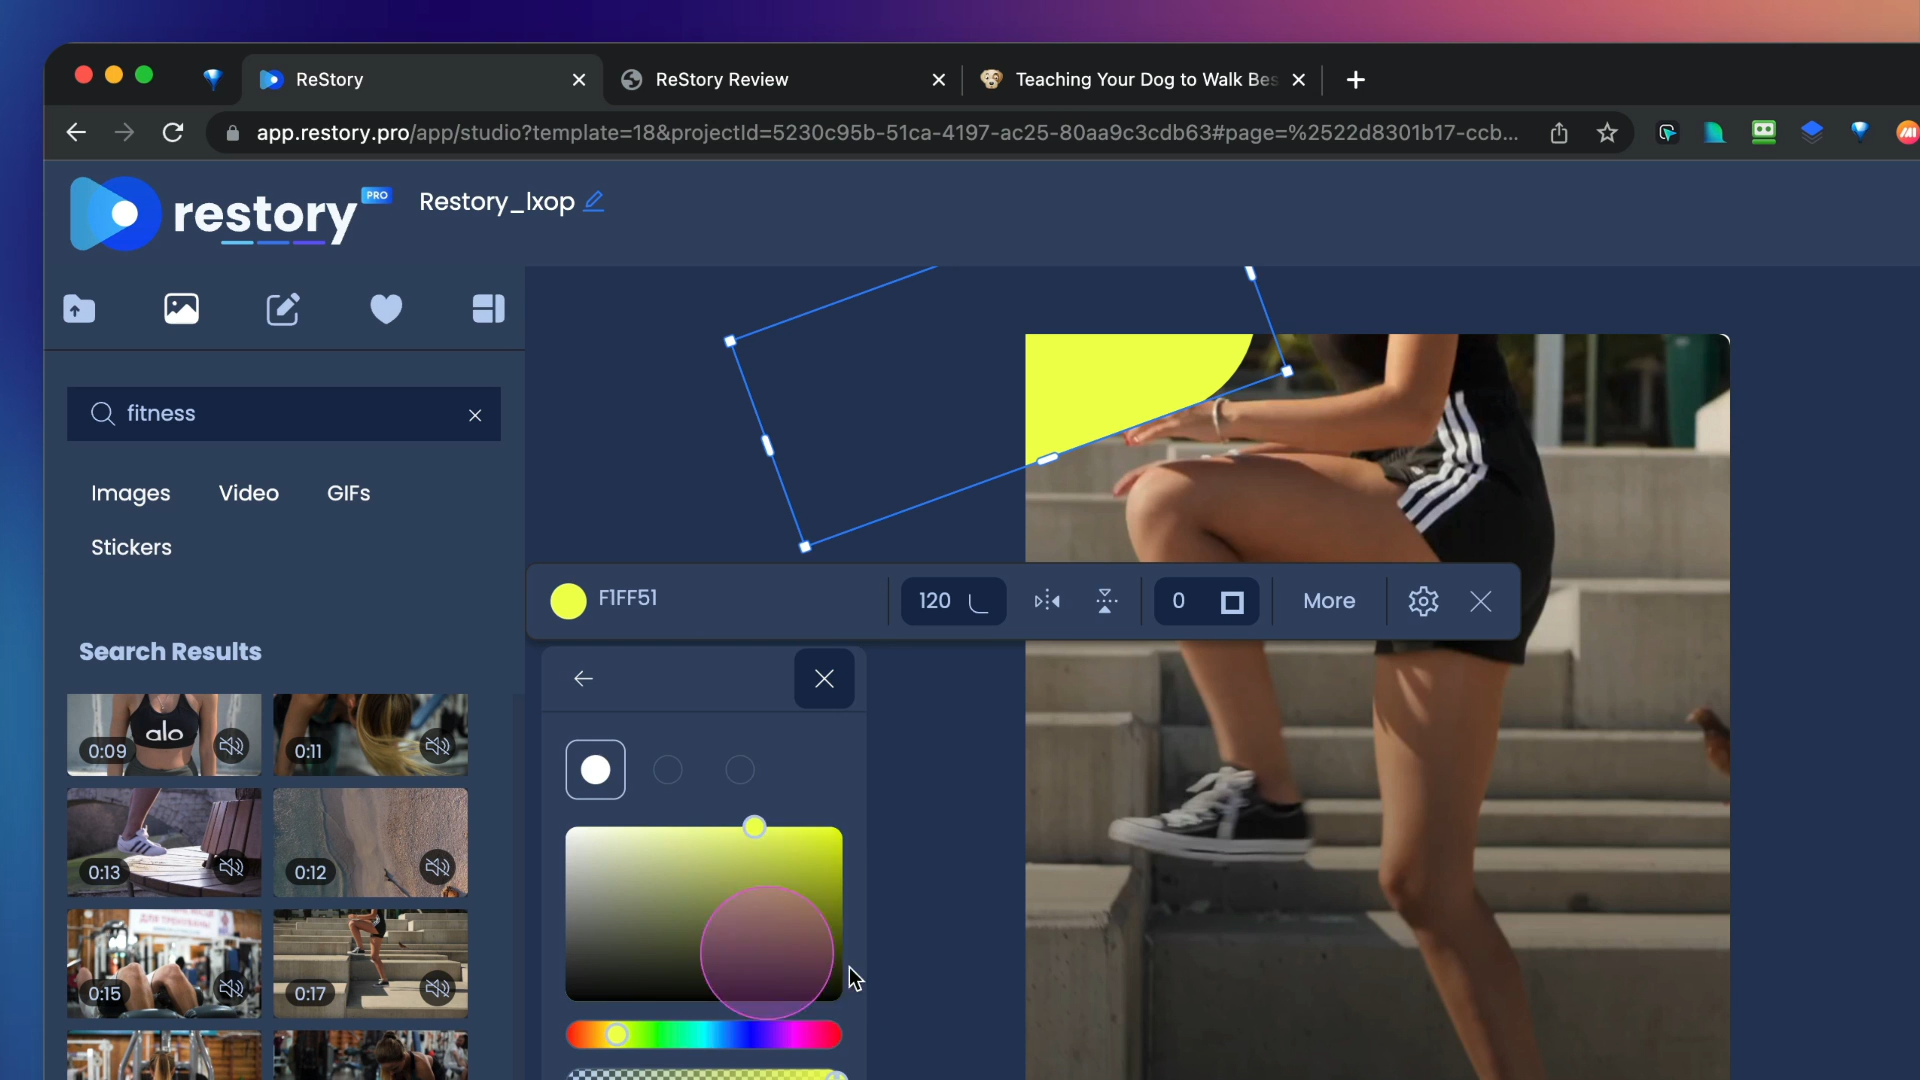 ReStory
ReStory Review
Teaching Your Dog to Walk Bes
app.restory.pro/app/studio?template=18&projectId=5230c95b-51ca-4197-ac25-80aa9c3cdb63#page=%2522d8301b17-ccb...
restory
PRO
Restory_lxop
fitness
Images
Video
GIFs
Stickers
F1FF51
120
0
More
Search Results
alo
0:09
0:11
0:13
0:12
0:15
0:17